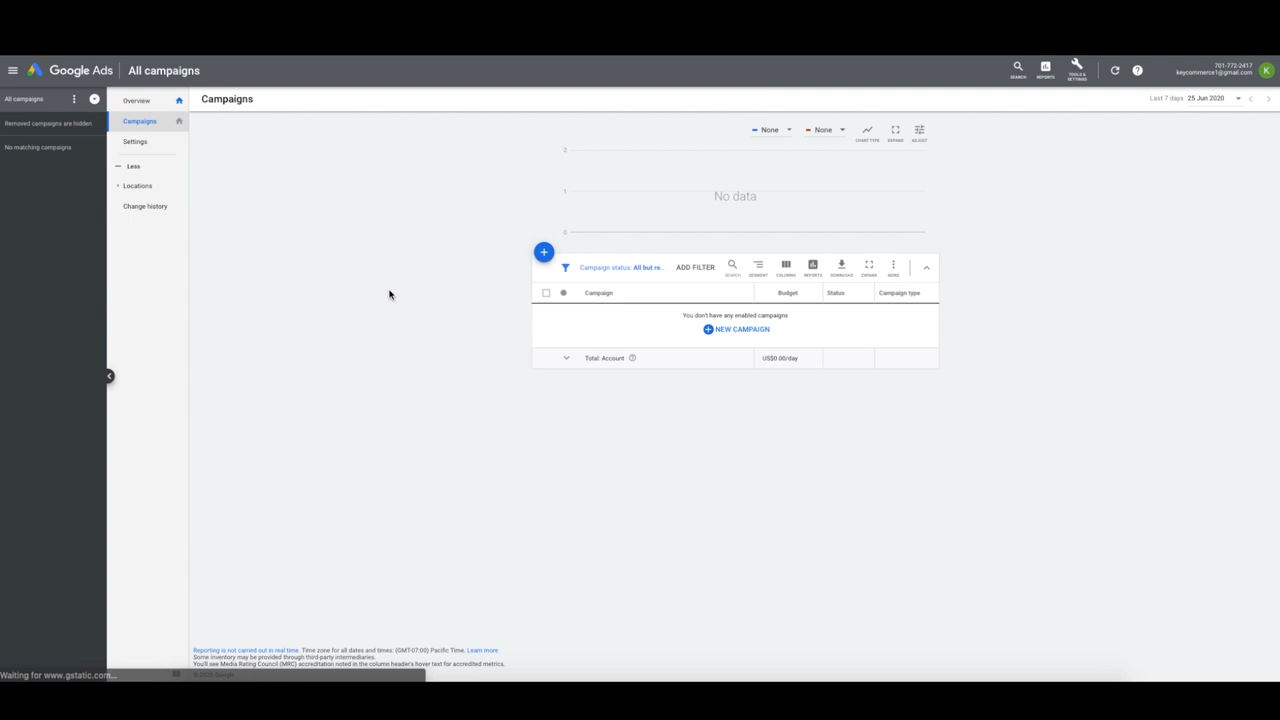 Google Ads
All campaigns
SEARCH
REPORTS
TOOLS & SETTINGS
701-772-2417
keycommerce1@gmail.com
K
All campaigns
Removed campaigns are hidden
No matching campaigns
Overview
Campaigns
Settings
Less
Locations
Change history
Campaigns
Last 7 days 25 Jun 2020
None
None
CHART TYPE
EXPAND
ADJUST
2
1
0
No data
Campaign status: All but re...
ADD FILTER
SEARCH
SEGMENT
COLUMNS
REPORTS
DOWNLOAD
EXPAND
MORE
Campaign Budget Status Campaign type
You don't have any enabled campaigns
NEW CAMPAIGN
Total: Account US$0.00/day
Reporting is not carried out in real time. Time zone for all dates and times: (GMT-07:00) Pacific Time. Learn more
Some inventory may be provided through third-party intermediaries.
You'll see Media Rating Council (MRC) accreditation noted in the column header's hover text for accredited metrics.
Waiting for www.gstatic.com...
© 2020 Google